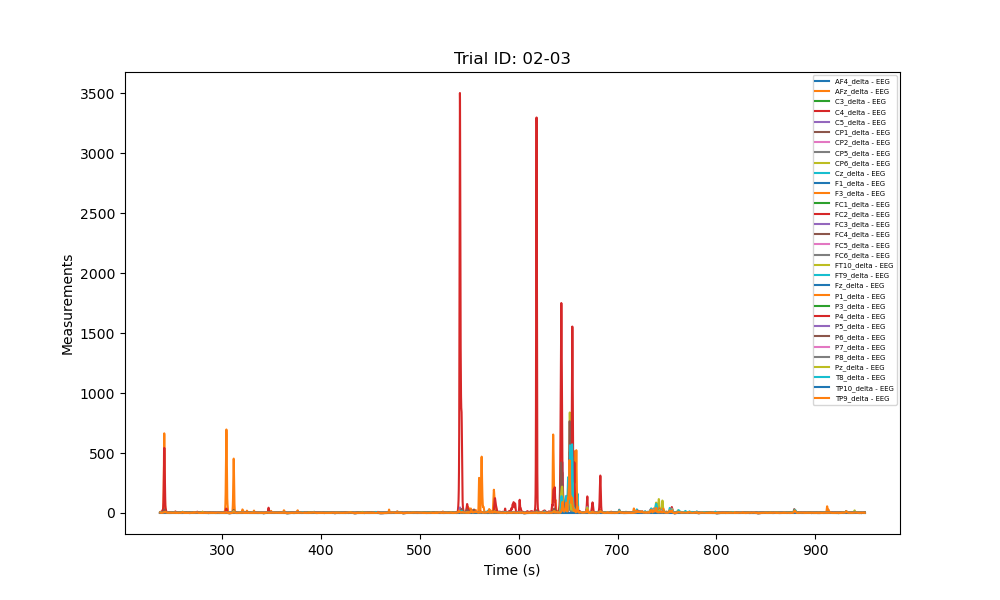 Trial ID: 02-03
3500
3000
2500
2000
1500
1000
500
0
Measurements
300 400 500 600 700 800 900
Time (s)
AF4_delta - EEG
AFz_delta - EEG
C3_delta - EEG
C4_delta - EEG
C5_delta - EEG
CP1_delta - EEG
CP2_delta - EEG
CP5_delta - EEG
CP6_delta - EEG
Cz_delta - EEG
F1_delta - EEG
F3_delta - EEG
FC1_delta - EEG
FC2_delta - EEG
FC3_delta - EEG
FC4_delta - EEG
FC5_delta - EEG
FC6_delta - EEG
FT10_delta - EEG
FT9_delta - EEG
Fz_delta - EEG
P1_delta - EEG
P3_delta - EEG
P4_delta - EEG
P5_delta - EEG
P6_delta - EEG
P7_delta - EEG
P8_delta - EEG
Pz_delta - EEG
T8_delta - EEG
TP10_delta - EEG
TP9_delta - EEG